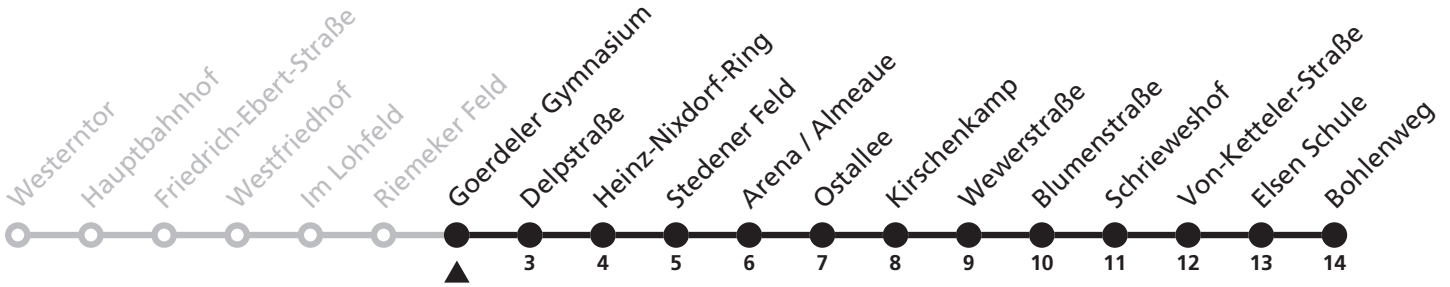 Westerntor
Hauptbahnhof
Friedrich-Ebert-Straße
Westfriedhof
Im Lohfeld
Riemeker Feld
Goerdeler Gymnasium
Delpstraße
Heinz-Nixdorf-Ring
Stedener Feld
Arena / Almeaue
Ostallee
Kirschenkamp
Wewerstraße
Blumenstraße
Schrieweshof
Von-Ketteler-Straße
Elsen Schule
Bohlenweg
3 4 5 6 7 8 9 10 11 12 13 14